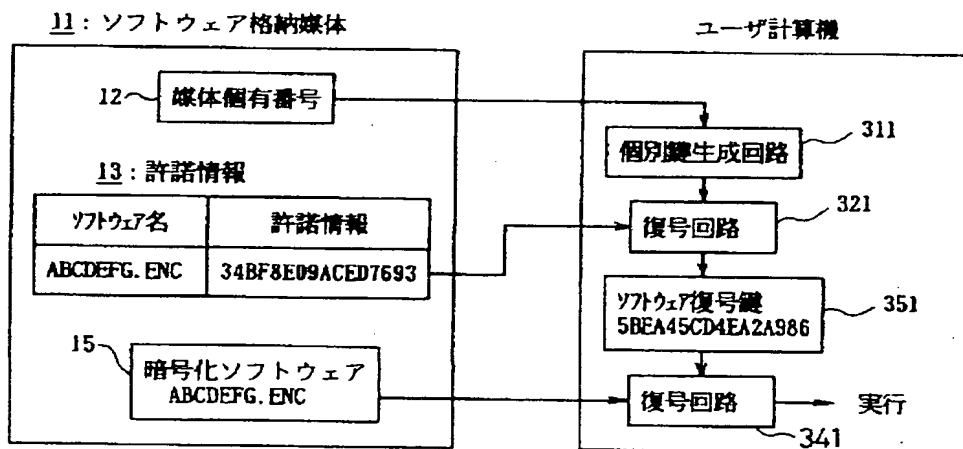 11：ソフトウェア格納媒体
ユーザ計算機
12
媒体個有番号
311
個別鍵生成回路
13：許諾情報
ソフトウェア名
許諾情報
321
復号回路
ABCDEFG.ENC
34BF8E09ACED7693
ソフトウェア復号鍵
5BEA45CD4EA2A986
351
15
暗号化ソフトウェア
ABCDEFG.ENC
復号回路
実行
341